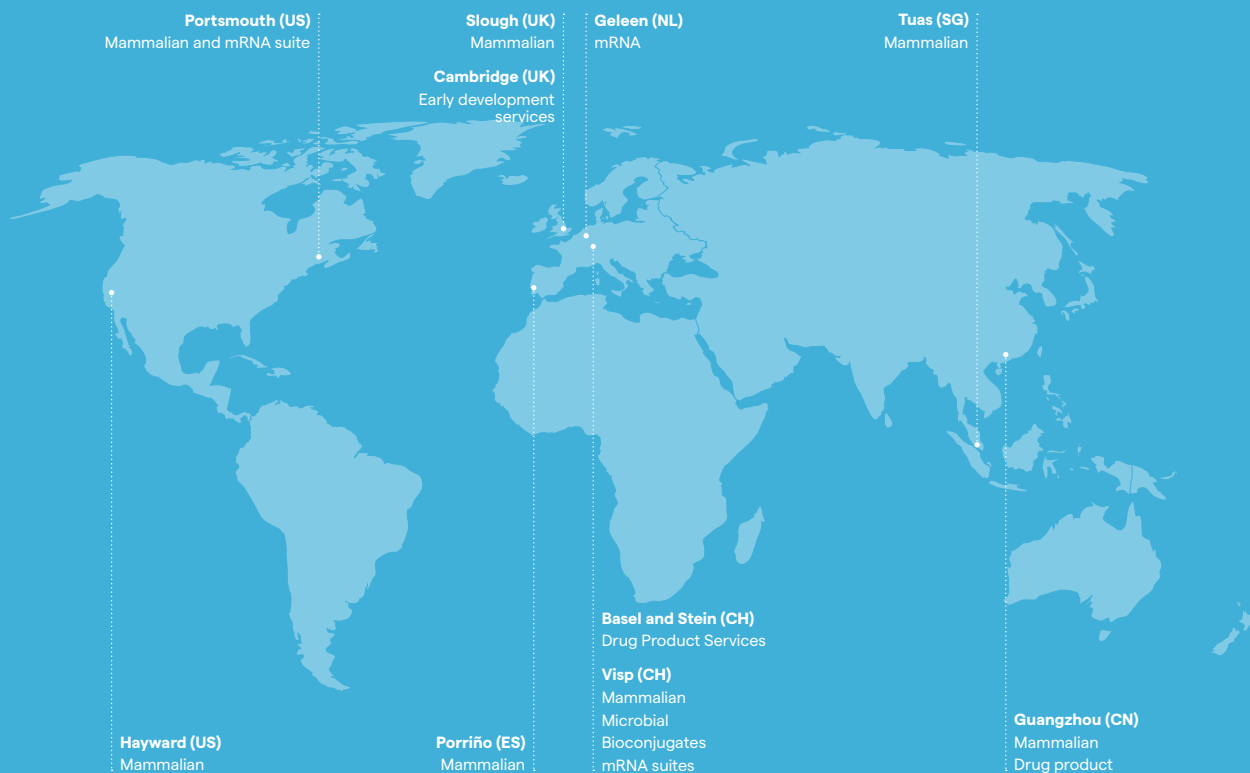 Portsmouth (US)
Mammalian and mRNA suite
Slough (UK)
Mammalian
Cambridge (UK)
Early development
services
Geleen (NL)
mRNA
Tuas (SG)
Mammalian
Hayward (US)
Mammalian
Porriño (ES)
Mammalian
Basel and Stein (CH)
Drug Product Services
Visp (CH)
Mammalian
Microbial
Bioconjugates
mRNA suites
Guangzhou (CN)
Mammalian
Drug product